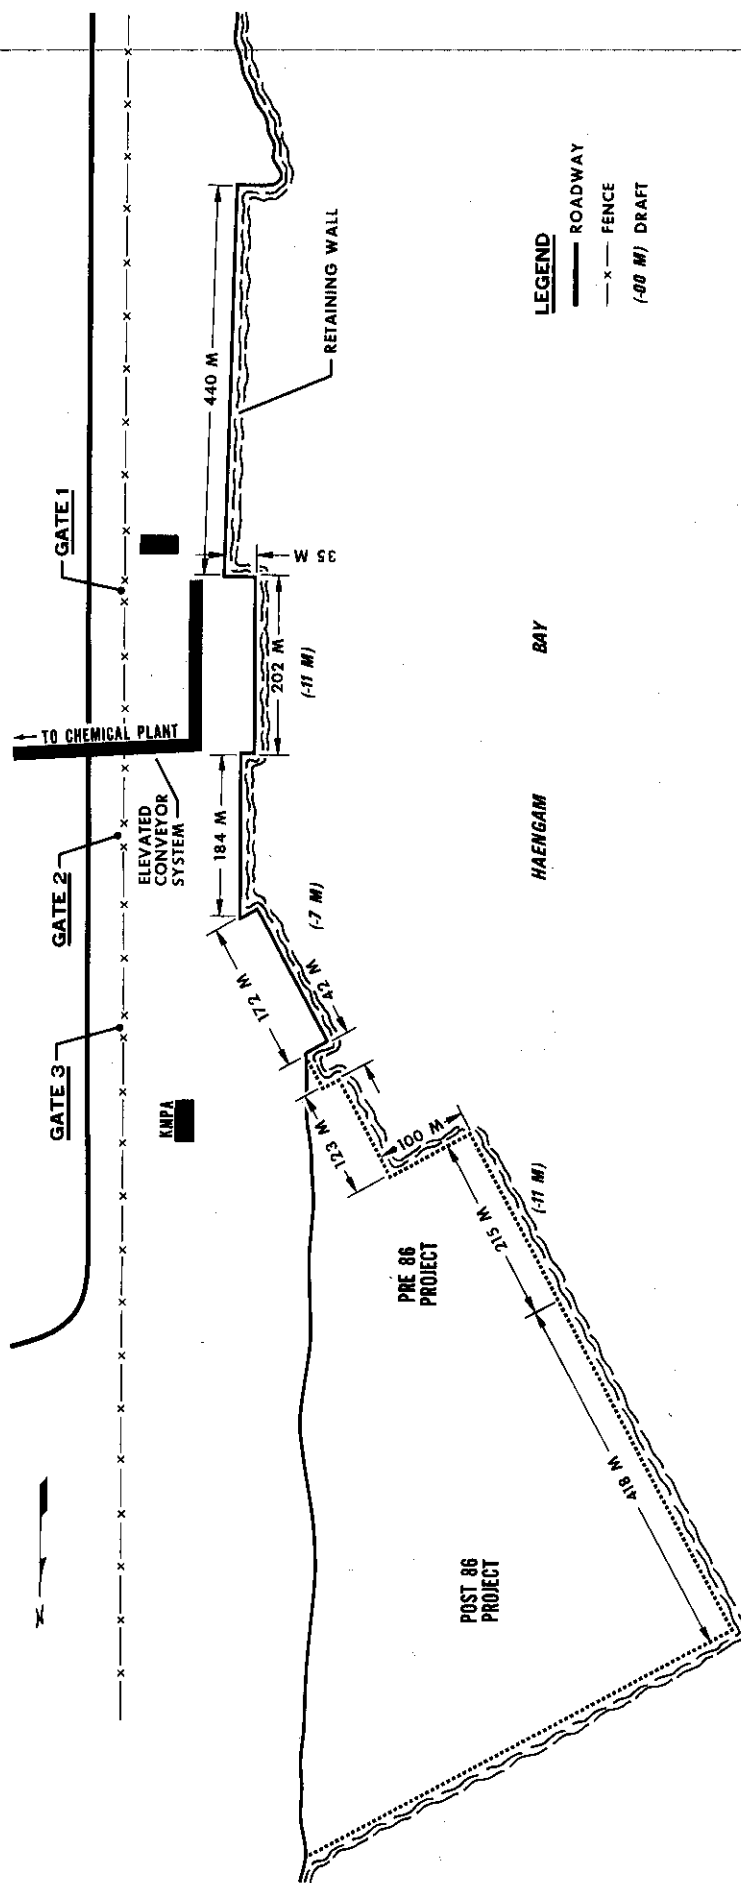 GATE 3
GATE 2
GATE 1
TO CHEMICAL PLANT
ELEVATED
CONVEYOR
SYSTEM
KMPA
N
172 M
184 M
440 M
35 M
202 M
(-11 M)
RETAINING WALL
(-7 M)
42 M
123 M
100 M
215 M
(-11 M)
418 M
PRE 86
PROJECT
POST 86
PROJECT
HAENGAM BAY
LEGEND
ROADWAY
FENCE
(-00 M) DRAFT